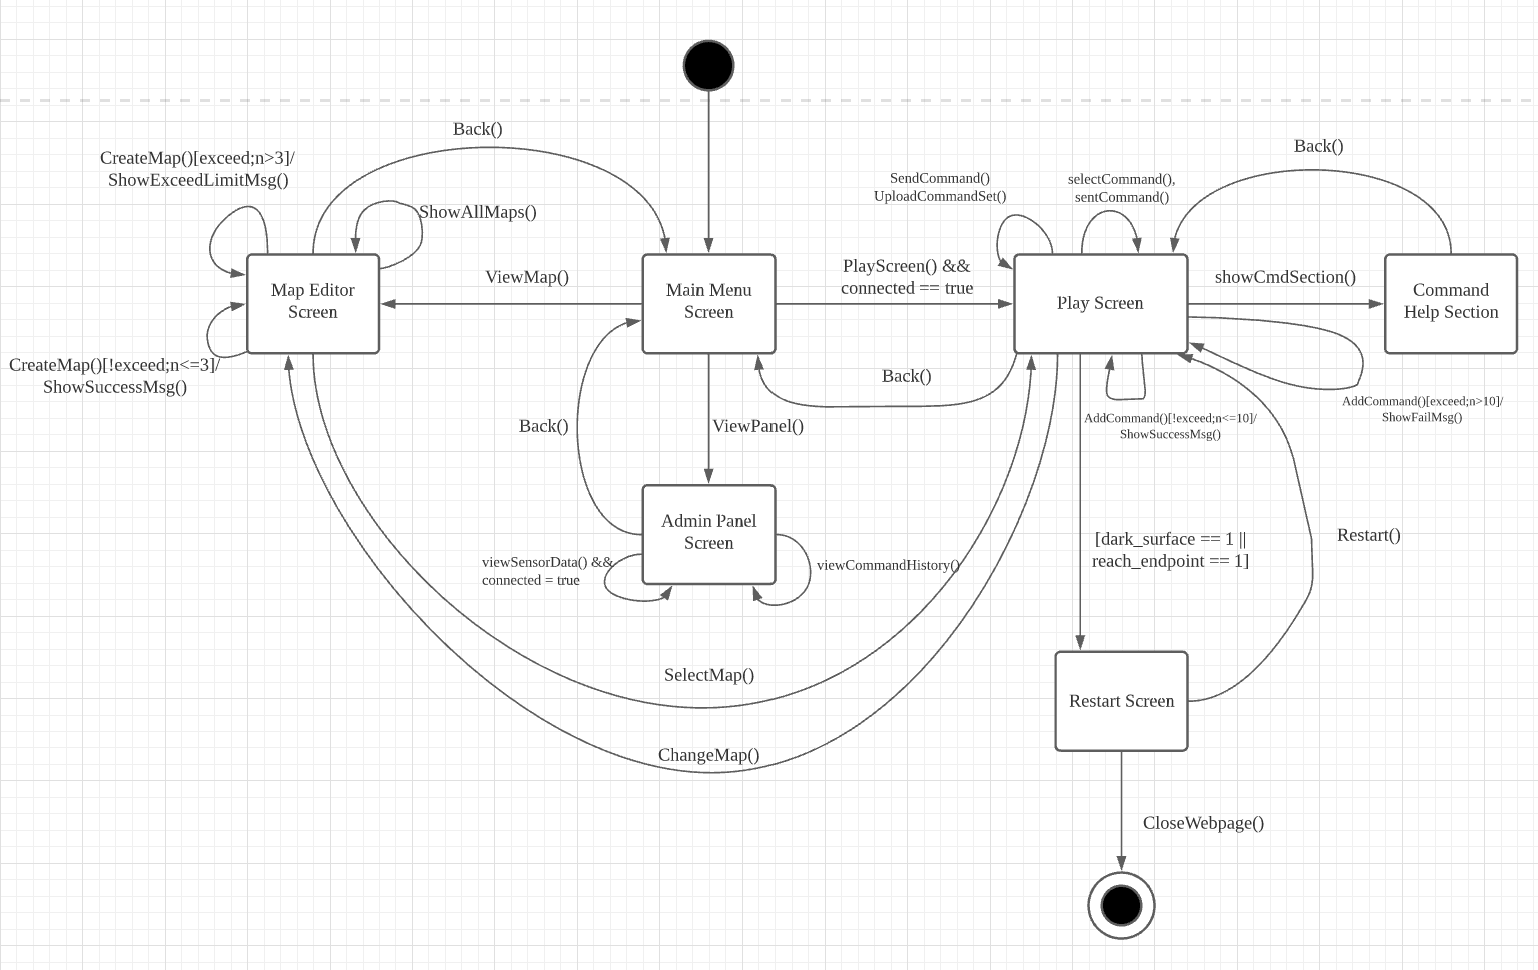 Back()
CreateMap()[exceed;n>3]/
ShowExceedLimitMsg()
ShowAllMaps()
SendCommand()
UploadCommandSet()
selectCommand(),
sentCommand()
Back()
Map Editor
Screen
ViewMap()
Main Menu
Screen
PlayScreen() &&
connected == true
Play Screen
showCmdSection()
Command
Help Section
CreateMap()[!exceed;n<=3]/
ShowSuccessMsg()
Back()
AddCommand()[exceed;n>10]/
ShowFailMsg()
AddCommand()[!exceed;n<=10]/
ShowSuccessMsg()
Back()
ViewPanel()
Admin Panel
Screen
viewSensorData() &&
connected = true
viewCommandHistory()
[dark_surface == 1 ||
reach_endpoint == 1]
Restart()
SelectMap()
Restart Screen
ChangeMap()
CloseWebpage()